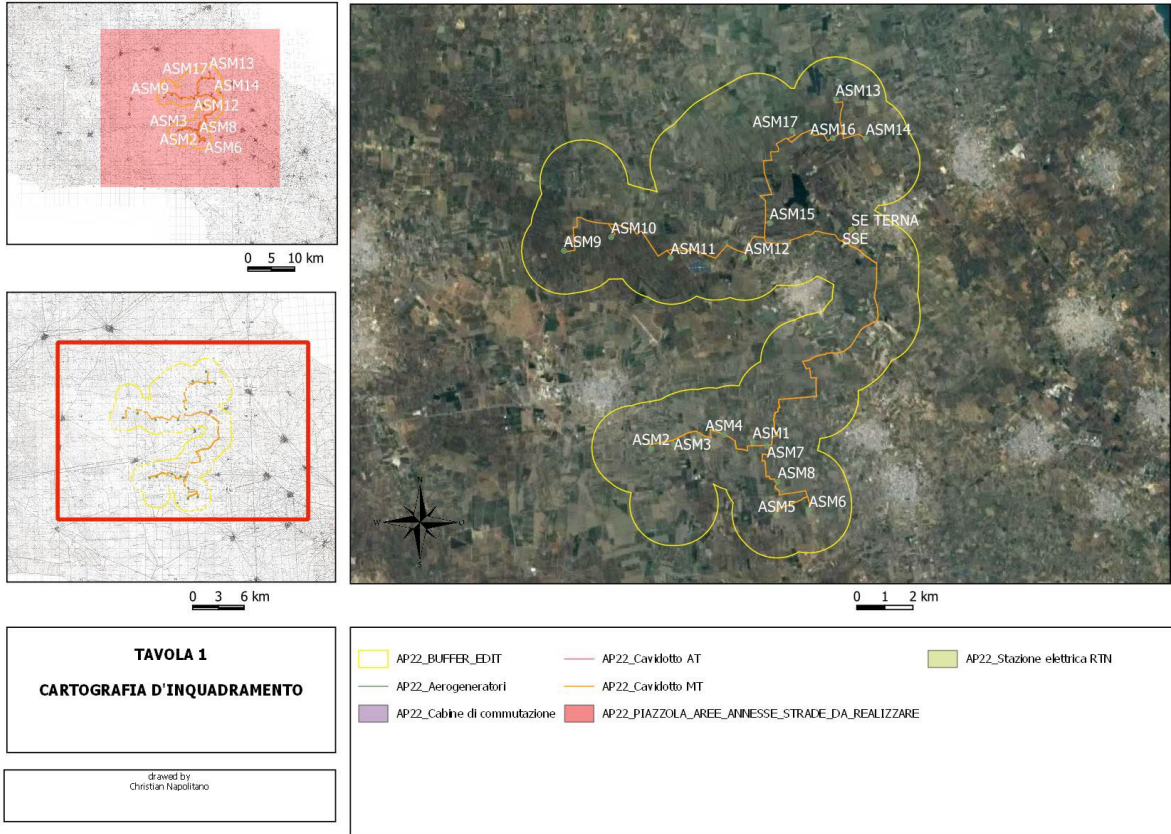 ASM13
ASM17
ASM14
ASM9
ASM12
ASM3
ASM8
ASM2
ASM6
0 5 10 km
0 3 6 km
ASM13
ASM17
ASM16
ASM14
ASM15
SE TERNA
ASM10
SSE
ASM9
ASM11
ASM12
ASM4
ASM1
ASM2
ASM3
ASM7
ASM8
ASM5
ASM6
N
W
O
S
0 1 2 km
TAVOLA 1
CARTOGRAFIA D'INQUADRAMENTO
drawed by
Christian Napolitano
AP22_BUFFER_EDIT
AP22_Cavidotto AT
AP22_Stazione elettrica RTN
AP22_Aerogeneratori
AP22_Cavidotto MT
AP22_Cabine di commutazione
AP22_PIAZZOLA_AREE_ANNESSE_STRADE_DA_REALIZZARE